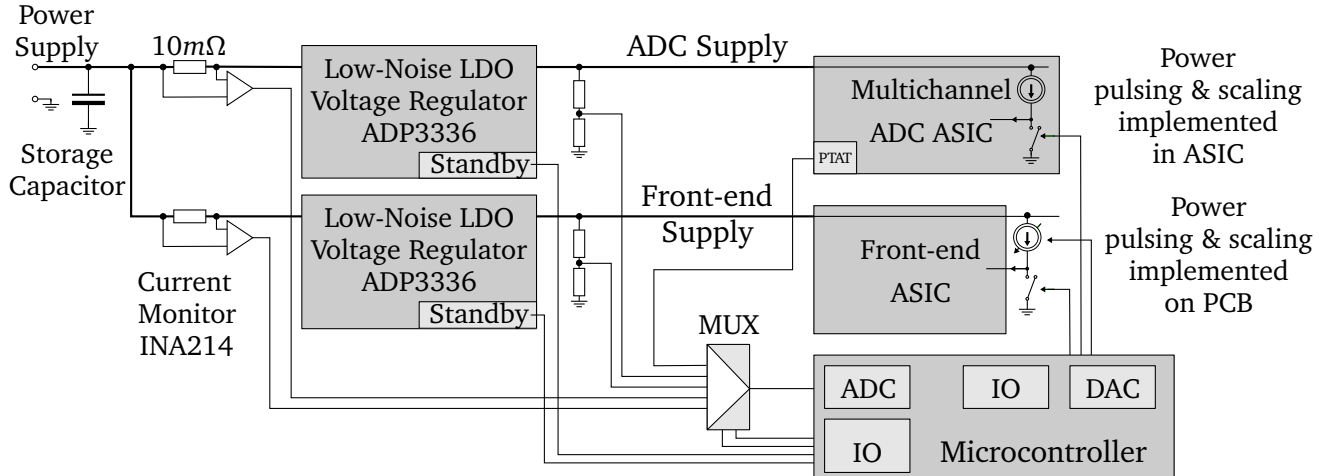 Power
Supply
10mΩ
Storage
Capacitor
Low-Noise LDO
Voltage Regulator
ADP3336
Standby
ADC Supply
Multichannel
ADC ASIC
PTAT
Power
pulsing & scaling
implemented
in ASIC
Low-Noise LDO
Voltage Regulator
ADP3336
Standby
Front-end
Supply
Front-end
ASIC
Power
pulsing & scaling
implemented
on PCB
Current
Monitor
INA214
MUX
ADC
IO
DAC
IO
Microcontroller